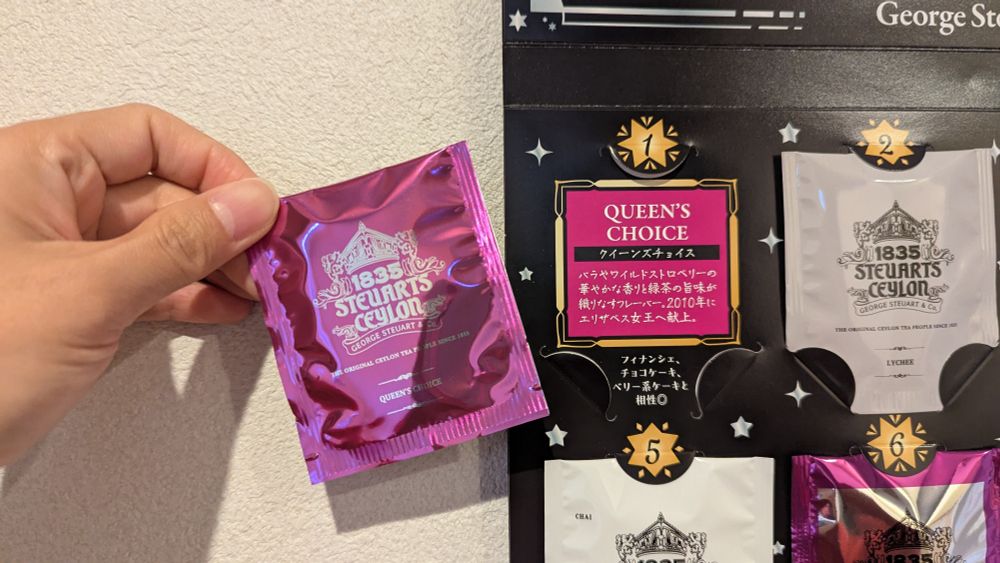 George Ste
1
QUEEN'S
CHOICE
クイーンズチョイス
バラやワイルドストロベリーの
華やかな香りと緑茶の旨味が
織りなすフレーバー。2010年に
エリザベス女王へ献上。
フィナンシェ、
チョコケーキ、
ベリー系ケーキと
相性◎
2
1835
STEUARTS
CEYLON
GEORGE STEUART & Co.
THE ORIGINAL CEYLON TEA PEOPLE SINCE 1835
LYCHEE
1835
STEUARTS
CEYLON
GEORGE STEUART & Co.
THE ORIGINAL CEYLON TEA PEOPLE SINCE 1835
QUEEN'S CHOICE
5
CHAI
1835
6
1835